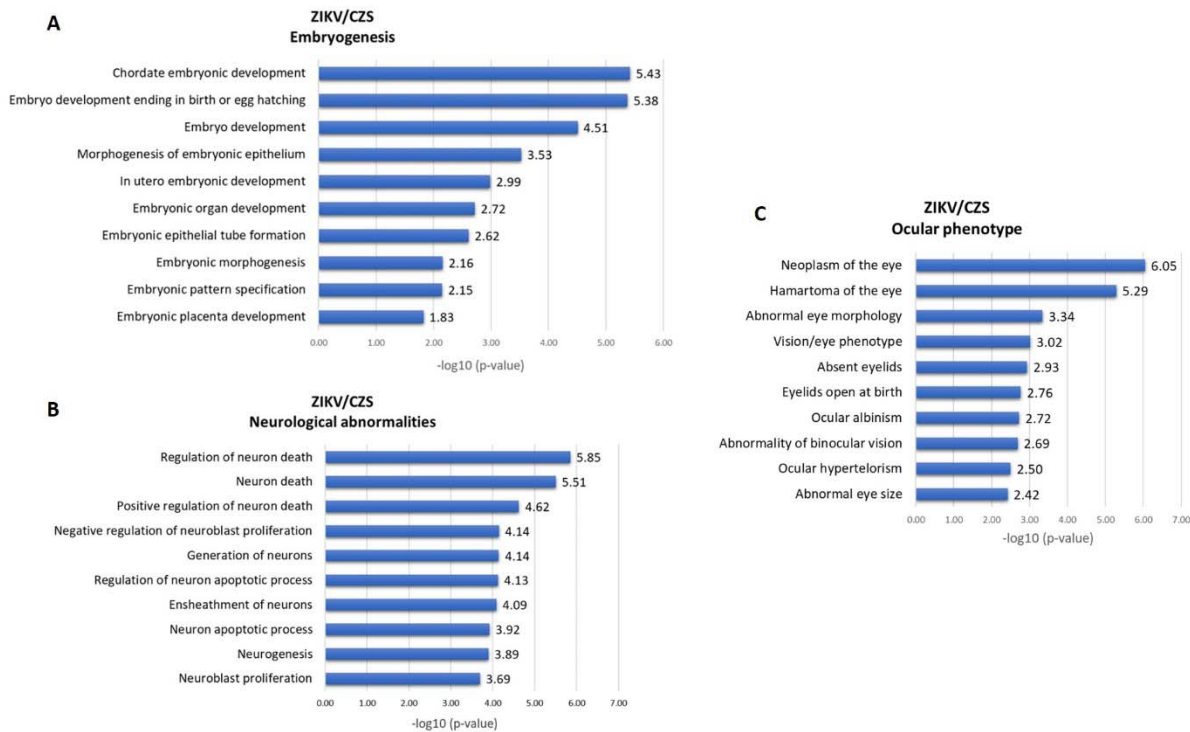 A
ZIKV/CZS
Embryogenesis
Chordate embryonic development 5.43
Embryo development ending in birth or egg hatching 5.38
Embryo development 4.51
Morphogenesis of embryonic epithelium 3.53
In utero embryonic development 2.99
Embryonic organ development 2.72
Embryonic epithelial tube formation 2.62
Embryonic morphogenesis 2.16
Embryonic pattern specification 2.15
Embryonic placenta development 1.83
0.00 1.00 2.00 3.00 4.00 5.00 6.00
-log10 (p-value)
B
ZIKV/CZS
Neurological abnormalities
Regulation of neuron death 5.85
Neuron death 5.51
Positive regulation of neuron death 4.62
Negative regulation of neuroblast proliferation 4.14
Generation of neurons 4.14
Regulation of neuron apoptotic process 4.13
Ensheathment of neurons 4.09
Neuron apoptotic process 3.92
Neurogenesis 3.89
Neuroblast proliferation 3.69
0.00 1.00 2.00 3.00 4.00 5.00 6.00 7.00
-log10 (p-value)
C
ZIKV/CZS
Ocular phenotype
Neoplasm of the eye 6.05
Hamartoma of the eye 5.29
Abnormal eye morphology 3.34
Vision/eye phenotype 3.02
Absent eyelids 2.93
Eyelids open at birth 2.76
Ocular albinism 2.72
Abnormality of binocular vision 2.69
Ocular hypertelorism 2.50
Abnormal eye size 2.42
0.00 1.00 2.00 3.00 4.00 5.00 6.00 7.00
-log10 (p-value)